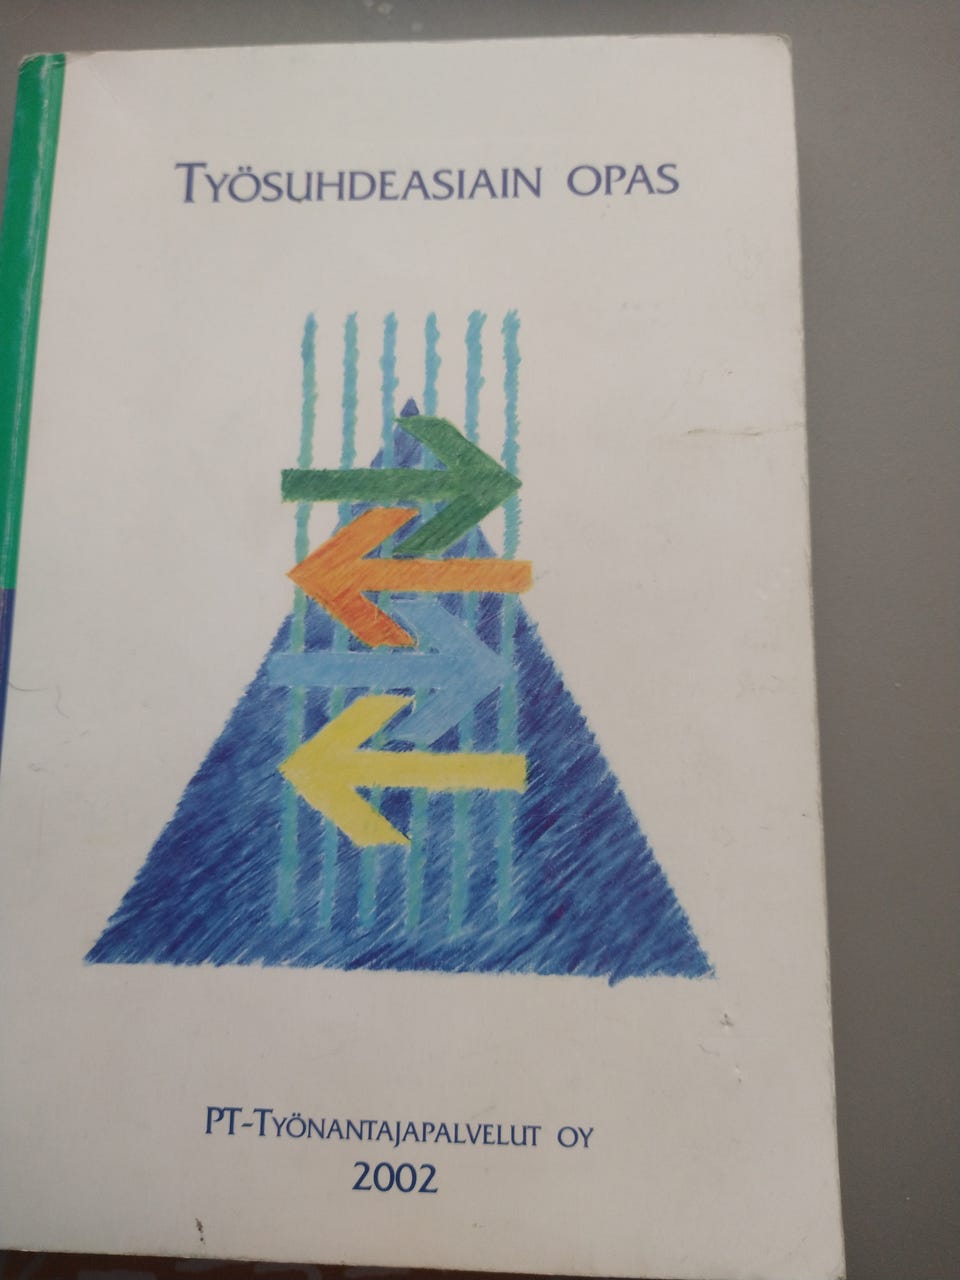 TYÖSUHDEASIAIN OPAS
PT-TYÖNANTAJAPALVELUT OY
2002